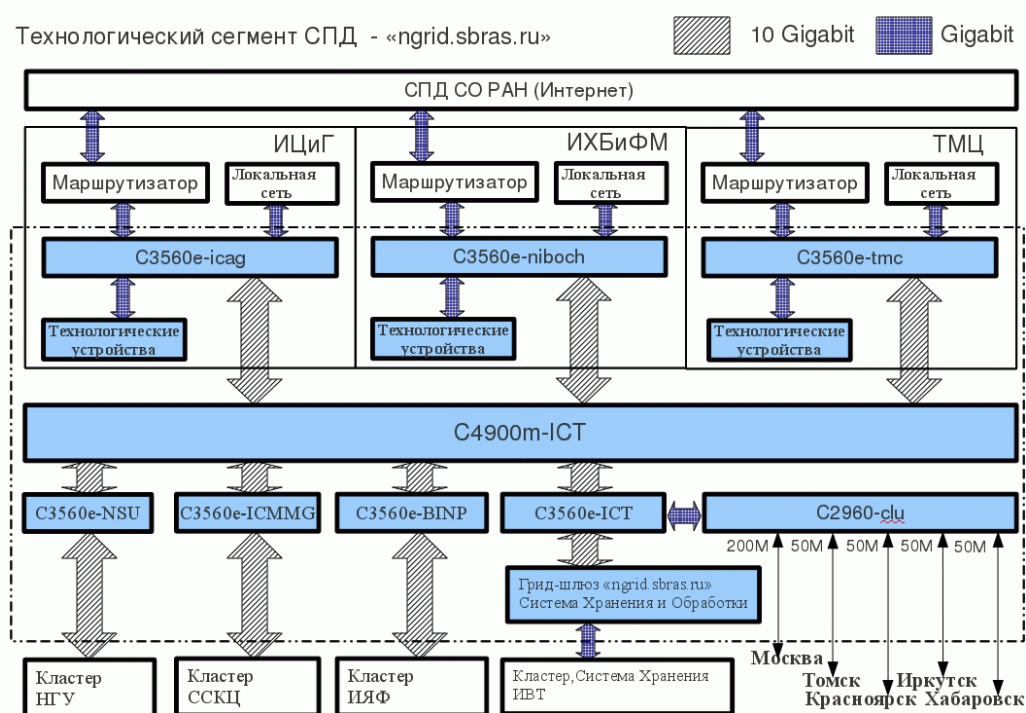 Технологический сегмент СПД - «ngrid.sbras.ru»
10 Gigabit
Gigabit
СПД СО РАН (Интернет)
ИЦиГ
ИХБиФМ
ТМЦ
Маршрутизатор
Локальная
сеть
Маршрутизатор
Локальная
сеть
Маршрутизатор
Локальная
сеть
C3560e-icag
C3560e-niboch
C3560e-tmc
Технологические
устройства
Технологические
устройства
Технологические
устройства
C4900m-ICT
C3560e-NSU
C3560e-ICMMG
C3560e-BINP
C3560e-ICT
C2960-clu
200M
50M
50M
50M
50M
Грид-шлюз «ngrid.sbras.ru»
Система Хранения и Обработки
Москва
Томск
Иркутск
Красноярск
Хабаровск
Кластер
НГУ
Кластер
ССКЦ
Кластер
ИЯФ
Кластер,Система Хранения
ИВТ